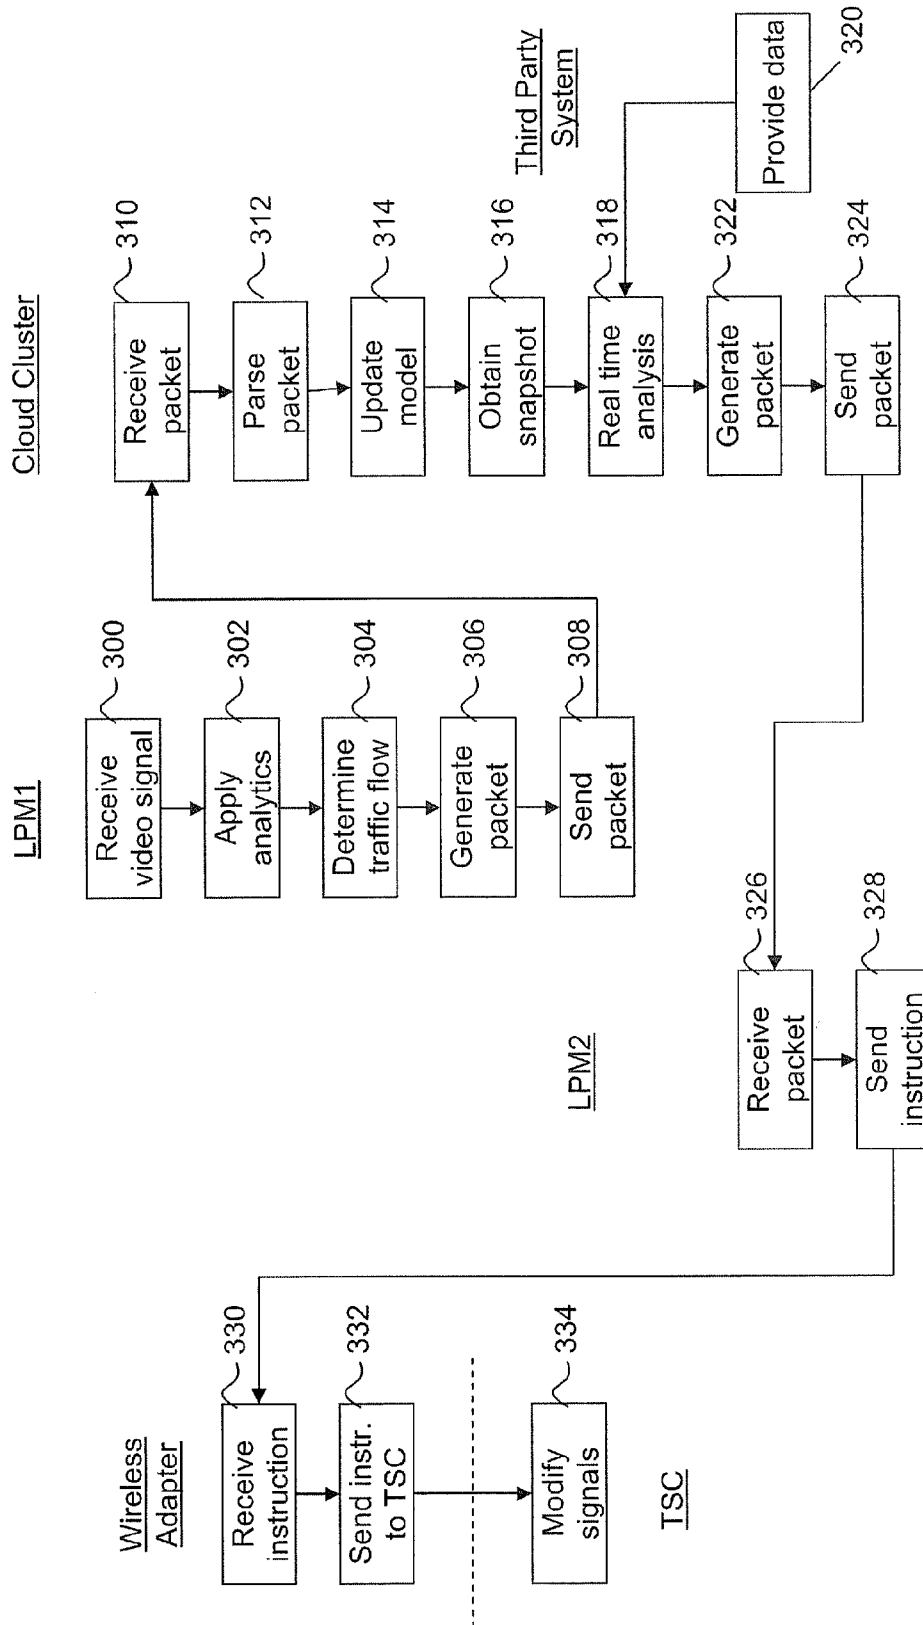 Wireless
Adapter
330
Receive
instruction
332
Send instr.
to TSC
334
Modify
signals
TSC
LPM2
326
Receive
packet
328
Send
instruction
LPM1
300
Receive
video signal
302
Apply
analytics
304
Determine
traffic flow
306
Generate
packet
308
Send
packet
Cloud Cluster
310
Receive
packet
312
Parse
packet
314
Update
model
316
Obtain
snapshot
318
Real time
analysis
322
Generate
packet
324
Send
packet
Third Party
System
Provide data
320